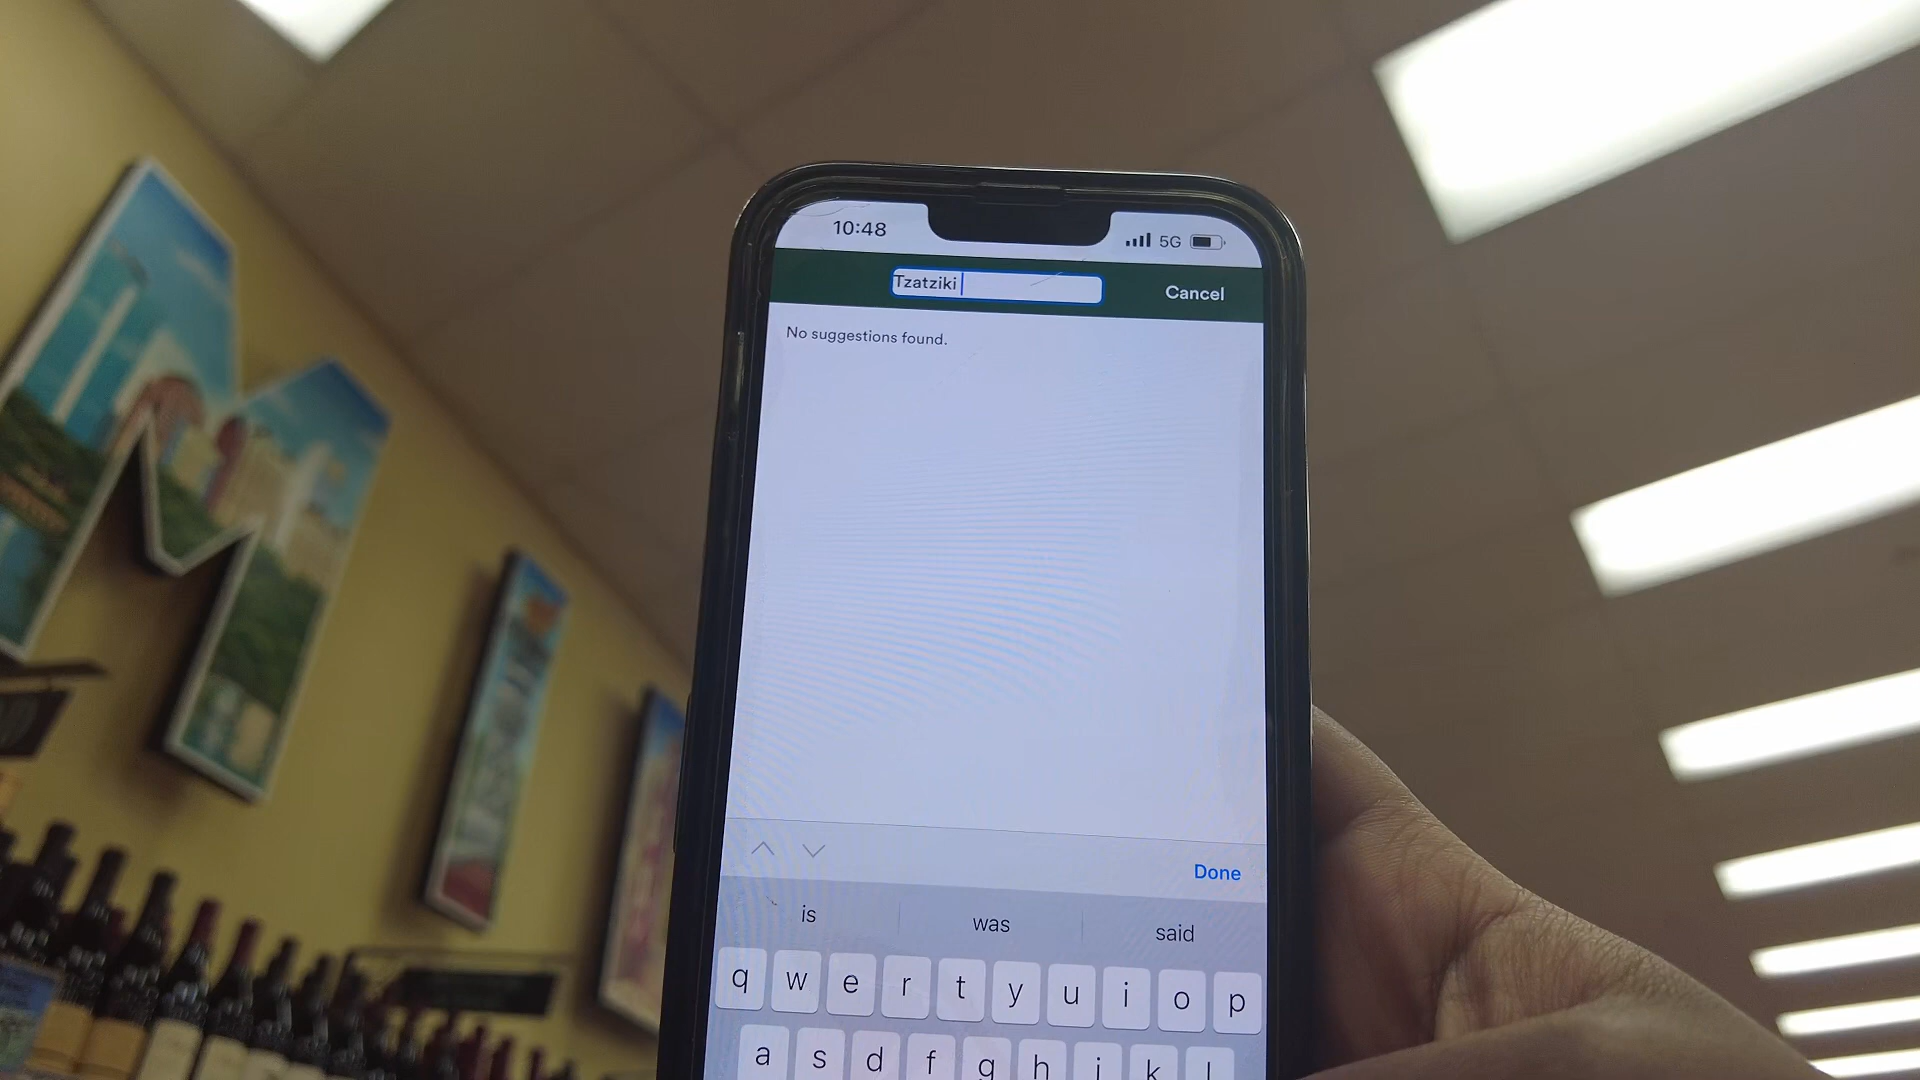 10:48 5G
Tzatziki Cancel
No suggestions found.
Done
is was said
q w e r t y u i o p
a s d f g h j k l
M